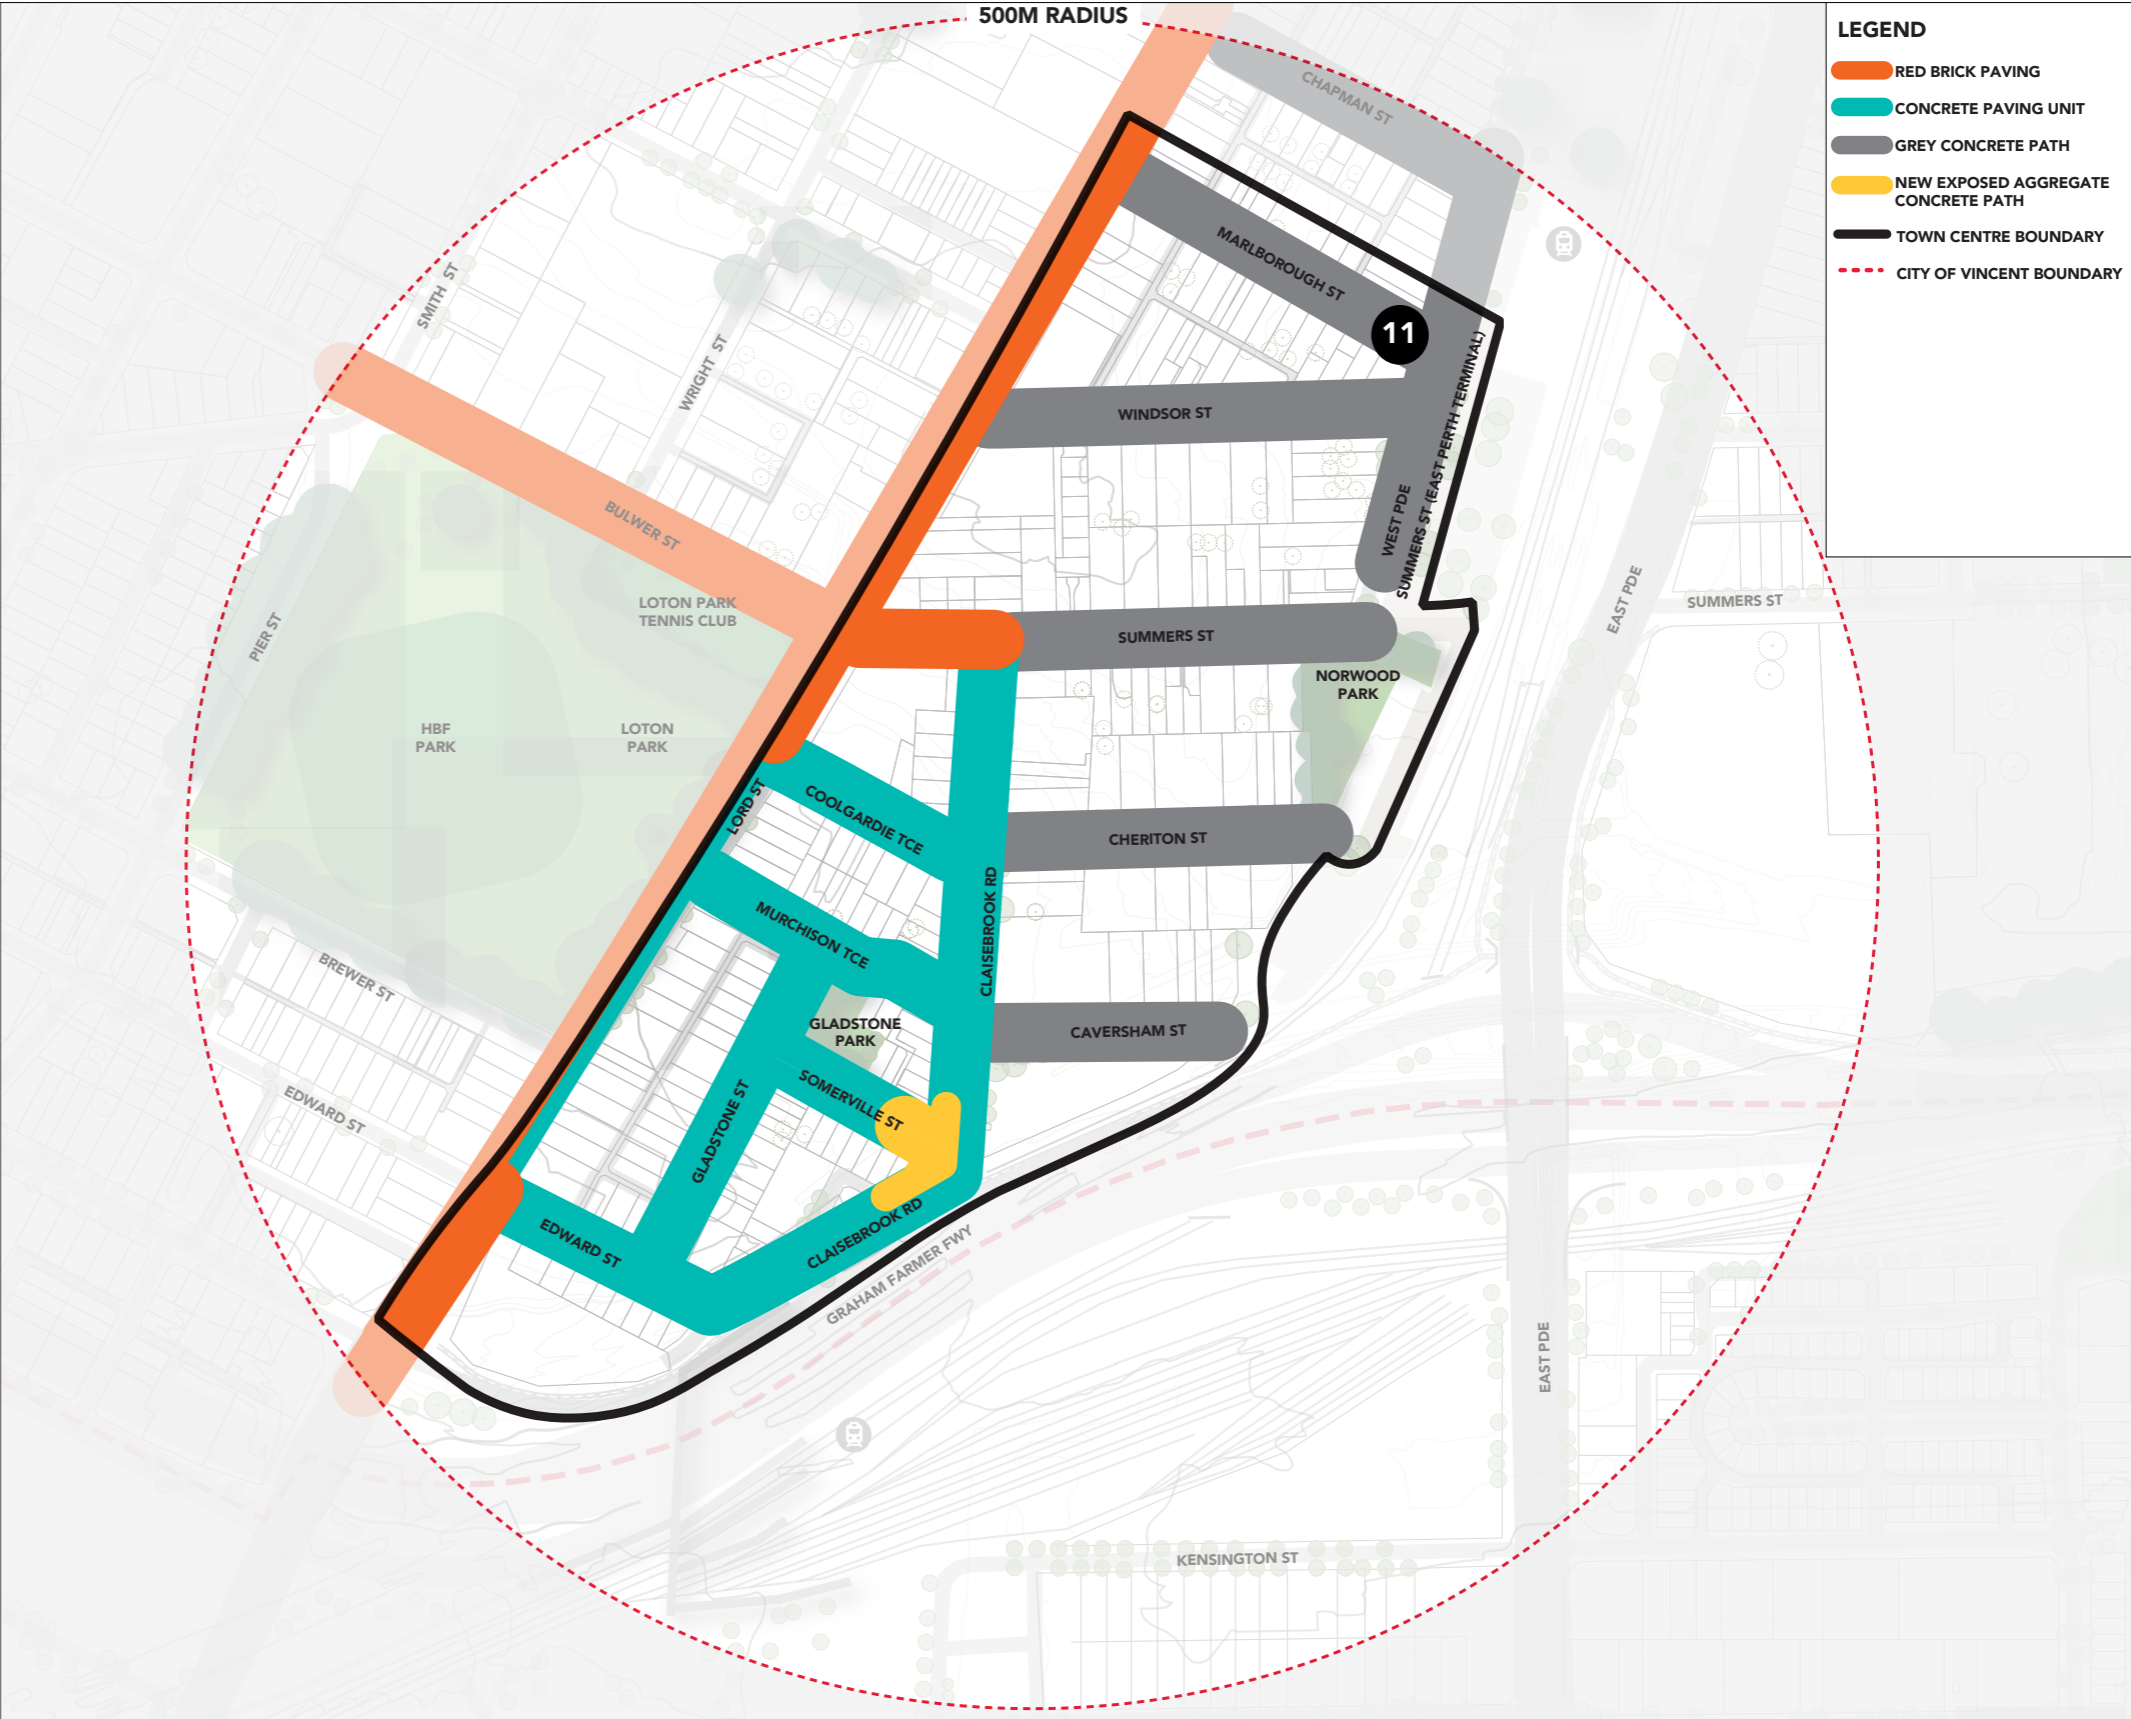 500M RADIUS
LEGEND
RED BRICK PAVING
CONCRETE PAVING UNIT
GREY CONCRETE PATH
NEW EXPOSED AGGREGATE
CONCRETE PATH
TOWN CENTRE BOUNDARY
CITY OF VINCENT BOUNDARY
CHAPMAN ST
MARLBOROUGH ST
11
SMITH ST
WRIGHT ST
WINDSOR ST
WEST PDE
SUMMERS ST (EAST PERTH TERMINAL)
BULWER ST
LOTON PARK
TENNIS CLUB
PIER ST
SUMMERS ST
EAST PDE
SUMMERS ST
NORWOOD
PARK
HBF
PARK
LOTON
PARK
LORD ST
COOLGARDIE TCE
CHERITON ST
CLAISEBROOK RD
MURCHISON TCE
BREWER ST
GLADSTONE
PARK
CAVERSHAM ST
EDWARD ST
SOMERVILLE ST
GLADSTONE ST
EDWARD ST
CLAISEBROOK RD
GRAHAM FARMER FWY
EAST PDE
KENSINGTON ST